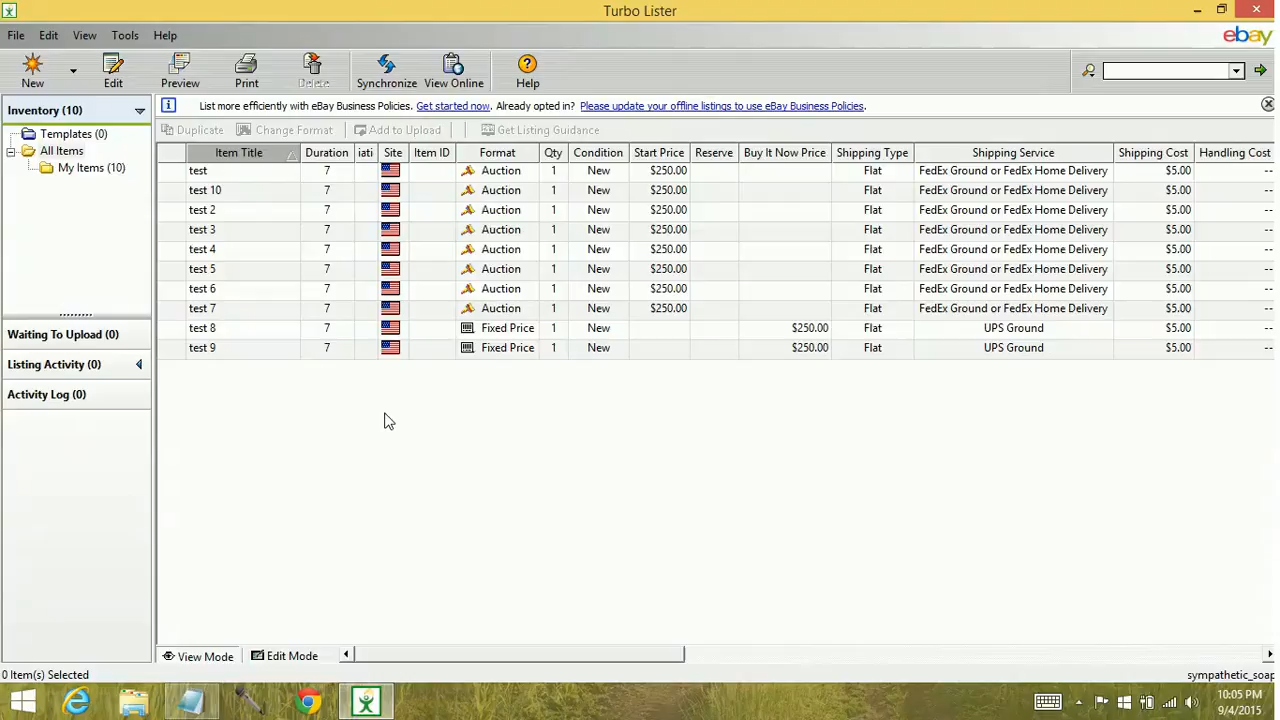 Turbo Lister
File Edit View Tools Help
ebay
New Edit Preview Print Delete Synchronize View Online Help
Inventory (10)
Templates (0)
All Items
My Items (10)
Waiting To Upload (0)
Listing Activity (0)
Activity Log (0)
List more efficiently with eBay Business Policies. Get started now. Already opted in? Please update your offline listings to use eBay Business Policies.
Duplicate Change Format Add to Upload Get Listing Guidance
Item Title Duration iati Site Item ID Format Qty Condition Start Price Reserve Buy It Now Price Shipping Type Shipping Service Shipping Cost Handling Cost
test 7 Auction 1 New $250.00 Flat FedEx Ground or FedEx Home Delivery $5.00 --
test 10 7 Auction 1 New $250.00 Flat FedEx Ground or FedEx Home Delivery $5.00 --
test 2 7 Auction 1 New $250.00 Flat FedEx Ground or FedEx Home Delivery $5.00 --
test 3 7 Auction 1 New $250.00 Flat FedEx Ground or FedEx Home Delivery $5.00 --
test 4 7 Auction 1 New $250.00 Flat FedEx Ground or FedEx Home Delivery $5.00 --
test 5 7 Auction 1 New $250.00 Flat FedEx Ground or FedEx Home Delivery $5.00 --
test 6 7 Auction 1 New $250.00 Flat FedEx Ground or FedEx Home Delivery $5.00 --
test 7 7 Auction 1 New $250.00 Flat FedEx Ground or FedEx Home Delivery $5.00 --
test 8 7 Fixed Price 1 New $250.00 Flat UPS Ground $5.00 --
test 9 7 Fixed Price 1 New $250.00 Flat UPS Ground $5.00 --
View Mode Edit Mode
0 Item(s) Selected
sympathetic_soap
10:05 PM
9/4/2015